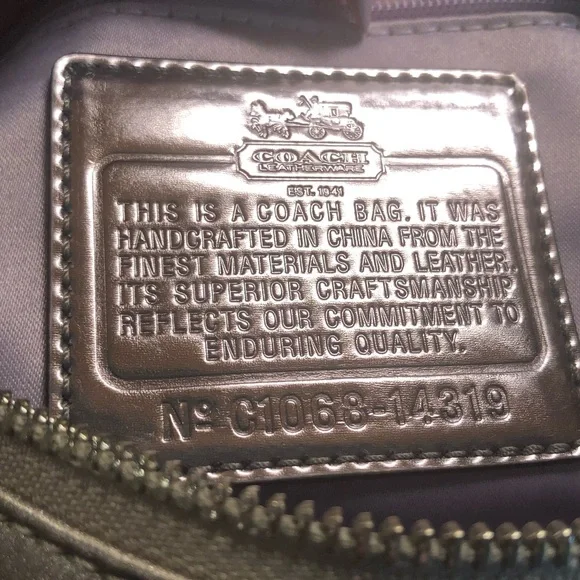 COACH
LEATHERWARE
EST. 1941
THIS IS A COACH BAG. IT WAS
HANDCRAFTED IN CHINA FROM THE
FINEST MATERIALS AND LEATHER.
ITS SUPERIOR CRAFTSMANSHIP
REFLECTS OUR COMMITMENT TO
ENDURING QUALITY.
Nº C1068-14319